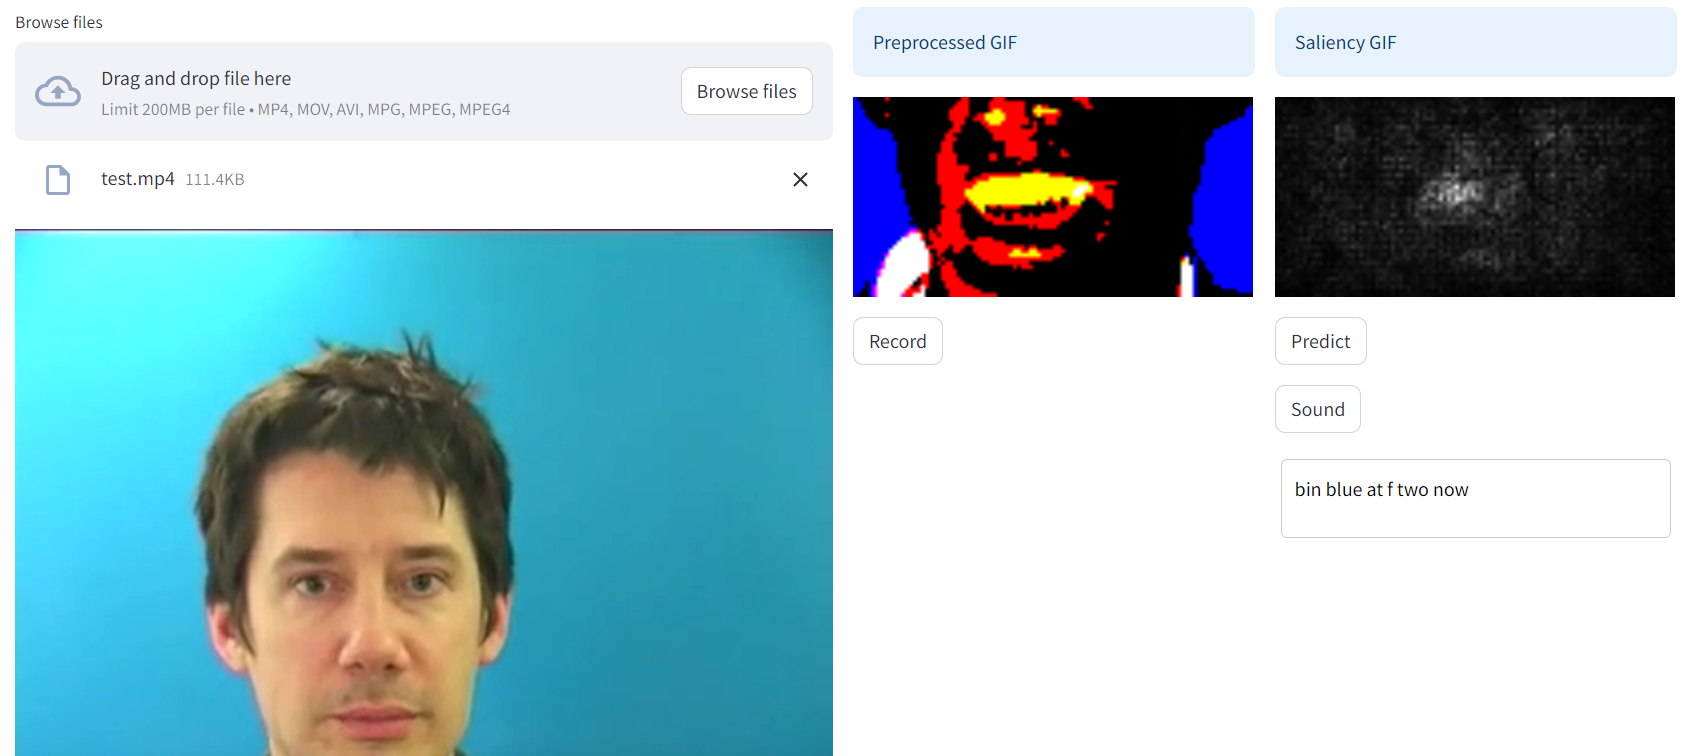 Browse files
Drag and drop file here
Limit 200MB per file • MP4, MOV, AVI, MPG, MPEG, MPEG4
Browse files
test.mp4 111.4KB
Preprocessed GIF
Record
Saliency GIF
Predict
Sound
bin blue at f two now